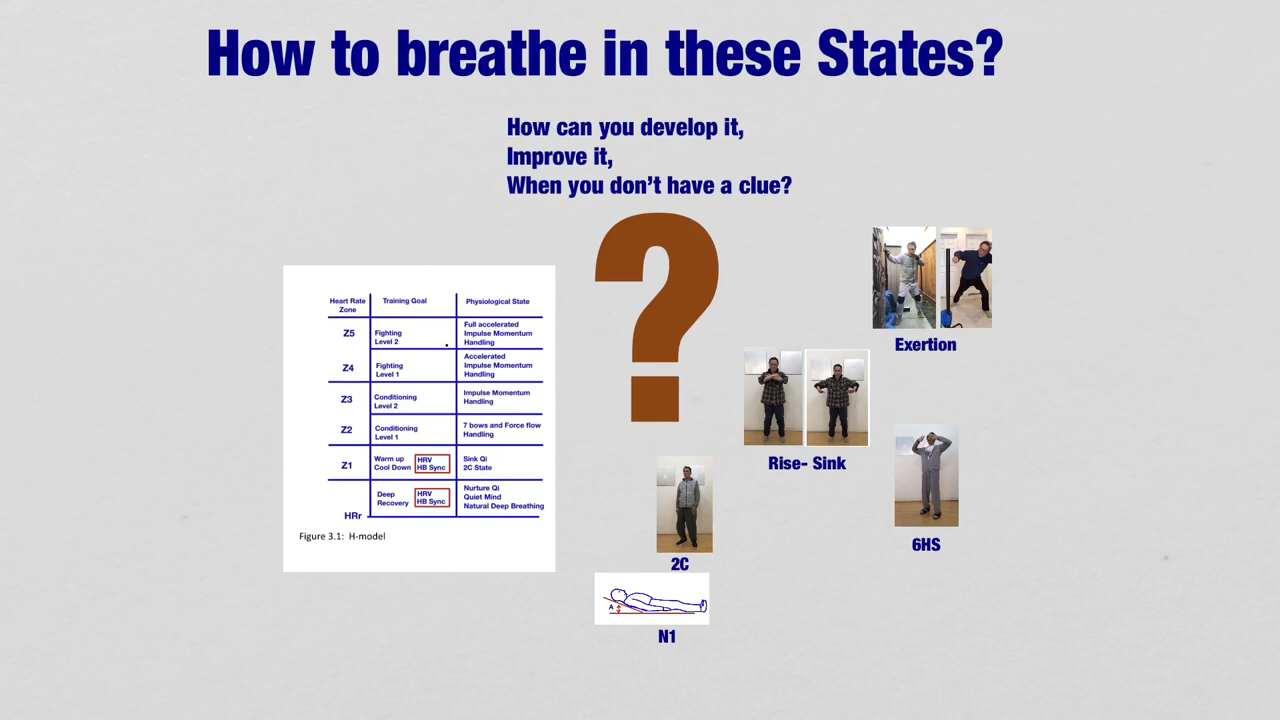 How to breathe in these States?
How can you develop it,
Improve it,
When you don't have a clue?
Heart Rate
Zone
Training Goal
Physiological State
Z5
Fighting
Level 2
Full accelerated
Impulse Momentum
Handling
Z4
Fighting
Level 1
Accelerated
Impulse Momentum
Handling
Z3
Conditioning
Level 2
Impulse Momentum
Handling
Z2
Conditioning
Level 1
7 bows and Force flow
Handling
Z1
Warm up
Cool Down
HRV
HB Sync
Sink Qi
2C State
Deep
Recovery
HRV
HB Sync
Nurture Qi
Quiet Mind
Natural Deep Breathing
HRr
Figure 3.1: H-model
Exertion
Rise- Sink
6HS
2C
A
N1